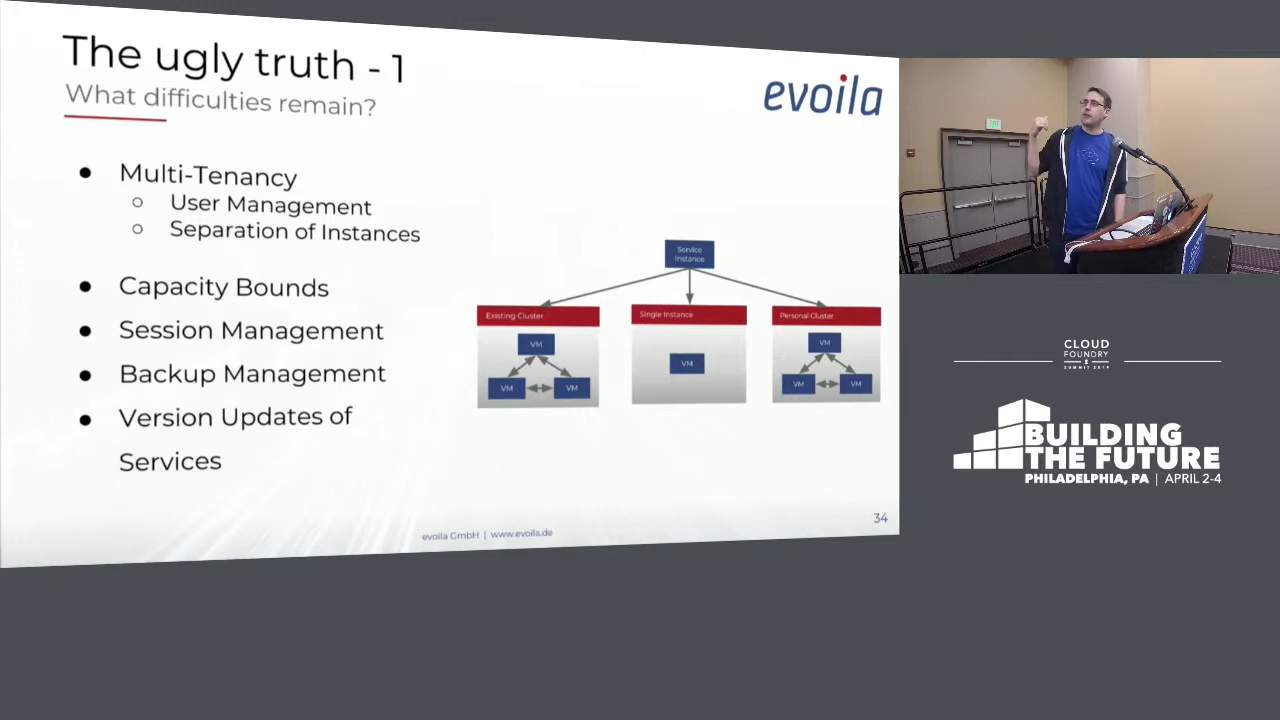 The ugly truth - 1
What difficulties remain?
evoila
Multi-Tenancy
User Management
Separation of Instances
Capacity Bounds
Session Management
Backup Management
Version Updates of
Services
Service
Instance
Existing Cluster
VM
VM
VM
Single Instance
VM
Personal Cluster
VM
VM
VM
evoila GmbH | www.evoila.de
34
CLOUD
FOUNDRY
SUMMIT 2019
BUILDING
THE FUTURE
PHILADELPHIA, PA | APRIL 2-4